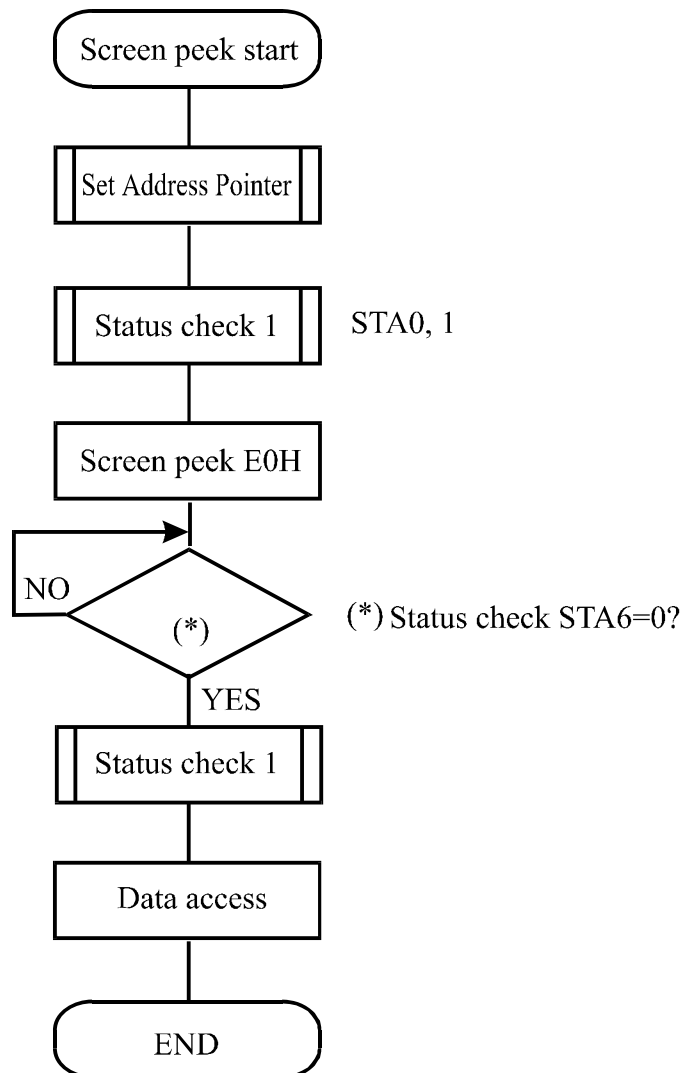 Screen peek start
Set Address Pointer
Status check 1
STA0, 1
Screen peek E0H
NO
(*)
(*) Status check STA6=0?
YES
Status check 1
Data access
END